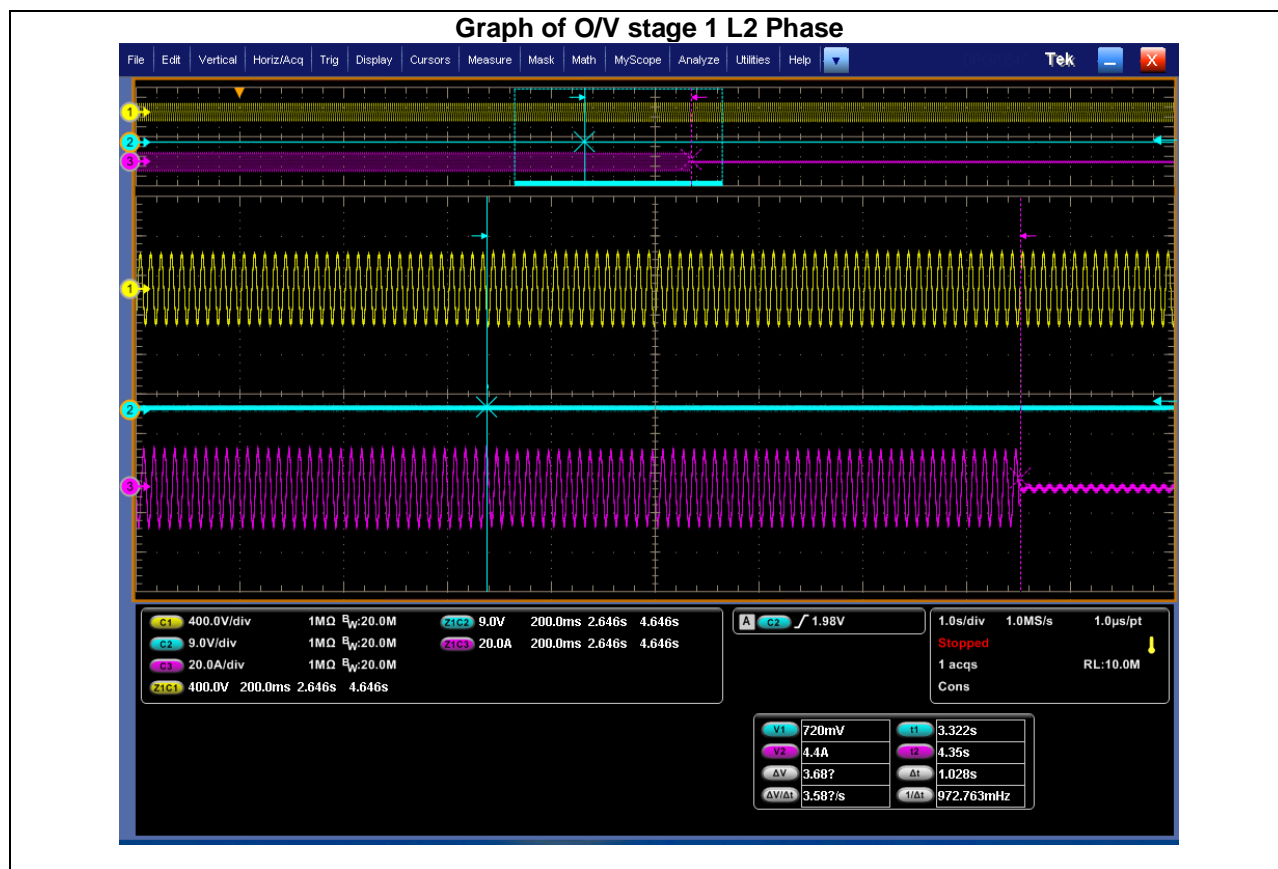 Graph of O/V stage 1 L2 Phase
File Edit Vertical Horiz/Acq Trig Display Cursors Measure Mask Math MyScope Analyze Utilities Help Tek X
1
2
3
1
2
3
C1 400.0V/div 1MΩ BW:20.0M
C2 9.0V/div 1MΩ BW:20.0M
C3 20.0A/div 1MΩ BW:20.0M
Z1C1 400.0V 200.0ms 2.646s 4.646s
Z1C2 9.0V 200.0ms 2.646s 4.646s
Z1C3 20.0A 200.0ms 2.646s 4.646s
A C2 / 1.98V
1.0s/div 1.0MS/s 1.0µs/pt
Stopped
1 acqs RL:10.0M
Cons
V1 720mV t1 3.322s
V2 4.4A t2 4.35s
ΔV 3.68? Δt 1.028s
ΔV/Δt 3.58?/s 1/Δt 972.763mHz